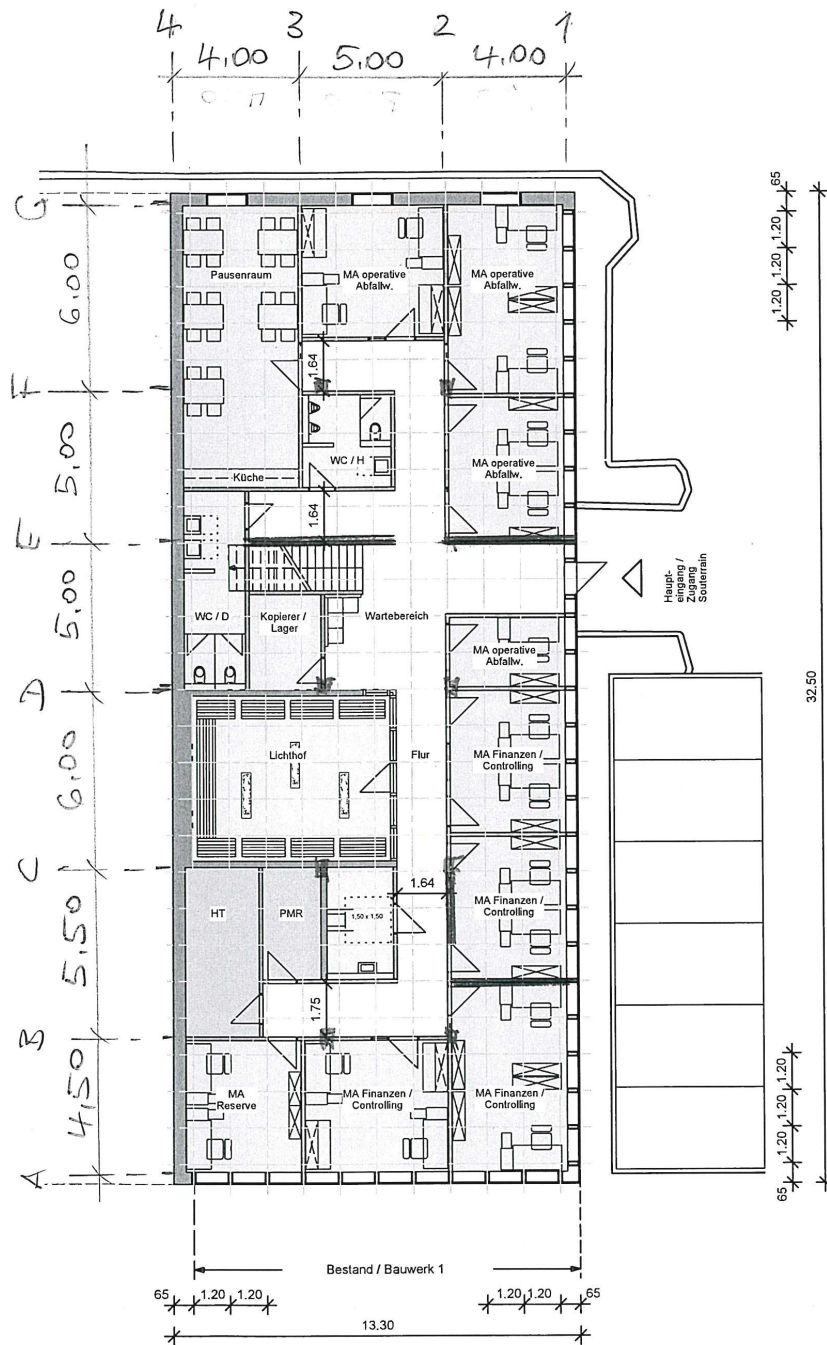 4 3 2 1
4.00 5.00 4.00
G
6.00
F
5.00
E
5.00
D
6.00
C
5.50
B
4.50
A
65
1.20
1.20
1.20
Pausenraum
MA operative
Abfallw.
MA operative
Abfallw.
1.64
Küche
WC / H
MA operative
Abfallw.
1.64
Haupt-
eingang /
Zugang
Souterrain
WC / D
Kopierer /
Lager
Wartebereich
MA operative
Abfallw.
32.50
Lichthof
Flur
MA Finanzen /
Controlling
HT
PMR
1,50 x 1,50
1.64
MA Finanzen /
Controlling
1.75
MA
Reserve
MA Finanzen /
Controlling
MA Finanzen /
Controlling
1.20
1.20
1.20
65
Bestand / Bauwerk 1
65 1.20 1.20 1.20 1.20 65
13.30